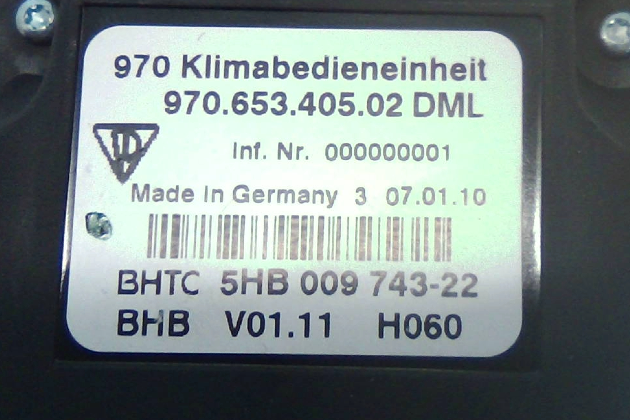 970 Klimabedieneinheit
970.653.405.02 DML
Inf. Nr. 000000001
Made In Germany 3 07.01.10
BHTC 5HB 009 743-22
BHB V01.11 H060